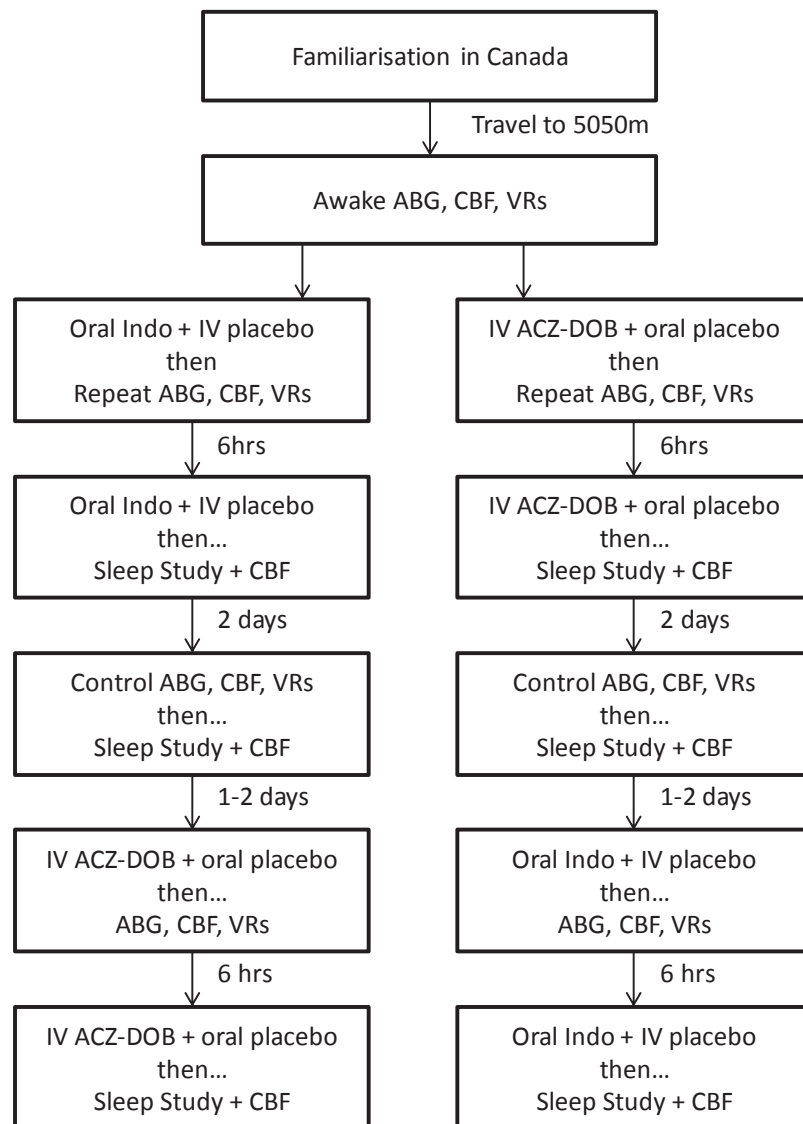 Familiarisation in Canada
Travel to 5050m
Awake ABG, CBF, VRs
Oral Indo + IV placebo
then
Repeat ABG, CBF, VRs
IV ACZ-DOB + oral placebo
then
Repeat ABG, CBF, VRs
6hrs
6hrs
Oral Indo + IV placebo
then...
Sleep Study + CBF
IV ACZ-DOB + oral placebo
then...
Sleep Study + CBF
2 days
2 days
Control ABG, CBF, VRs
then...
Sleep Study + CBF
Control ABG, CBF, VRs
then...
Sleep Study + CBF
1-2 days
1-2 days
IV ACZ-DOB + oral placebo
then...
ABG, CBF, VRs
Oral Indo + IV placebo
then...
ABG, CBF, VRs
6 hrs
6 hrs
IV ACZ-DOB + oral placebo
then...
Sleep Study + CBF
Oral Indo + IV placebo
then...
Sleep Study + CBF